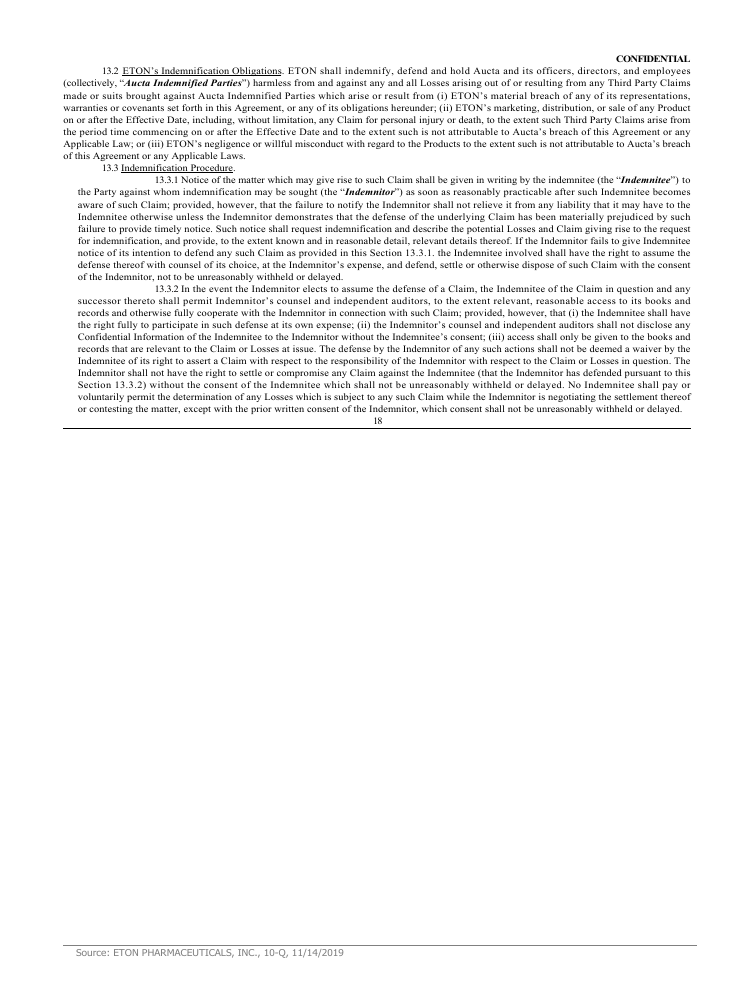 CONFIDENTIAL
13.2 ETON’s Indemnification Obligations. ETON shall indemnify, defend and hold Aucta and its officers, directors, and employees
(collectively, “Aucta Indemnified Parties”) harmless from and against any and all Losses arising out of or resulting from any Third Party Claims
made or suits brought against Aucta Indemnified Parties which arise or result from (i) ETON’s material breach of any of its representations,
warranties or covenants set forth in this Agreement, or any of its obligations hereunder; (ii) ETON’s marketing, distribution, or sale of any Product
on or after the Effective Date, including, without limitation, any Claim for personal injury or death, to the extent such Third Party Claims arise from
the period time commencing on or after the Effective Date and to the extent such is not attributable to Aucta’s breach of this Agreement or any
Applicable Law; or (iii) ETON’s negligence or willful misconduct with regard to the Products to the extent such is not attributable to Aucta’s breach
of this Agreement or any Applicable Laws.
13.3 Indemnification Procedure.
13.3.1 Notice of the matter which may give rise to such Claim shall be given in writing by the indemnitee (the “Indemnitee”) to
the Party against whom indemnification may be sought (the “Indemnitor”) as soon as reasonably practicable after such Indemnitee becomes
aware of such Claim; provided, however, that the failure to notify the Indemnitor shall not relieve it from any liability that it may have to the
Indemnitee otherwise unless the Indemnitor demonstrates that the defense of the underlying Claim has been materially prejudiced by such
failure to provide timely notice. Such notice shall request indemnification and describe the potential Losses and Claim giving rise to the request
for indemnification, and provide, to the extent known and in reasonable detail, relevant details thereof. If the Indemnitor fails to give Indemnitee
notice of its intention to defend any such Claim as provided in this Section 13.3.1. the Indemnitee involved shall have the right to assume the
defense thereof with counsel of its choice, at the Indemnitor’s expense, and defend, settle or otherwise dispose of such Claim with the consent
of the Indemnitor, not to be unreasonably withheld or delayed.
13.3.2 In the event the Indemnitor elects to assume the defense of a Claim, the Indemnitee of the Claim in question and any
successor thereto shall permit Indemnitor’s counsel and independent auditors, to the extent relevant, reasonable access to its books and
records and otherwise fully cooperate with the Indemnitor in connection with such Claim; provided, however, that (i) the Indemnitee shall have
the right fully to participate in such defense at its own expense; (ii) the Indemnitor’s counsel and independent auditors shall not disclose any
Confidential Information of the Indemnitee to the Indemnitor without the Indemnitee’s consent; (iii) access shall only be given to the books and
records that are relevant to the Claim or Losses at issue. The defense by the Indemnitor of any such actions shall not be deemed a waiver by the
Indemnitee of its right to assert a Claim with respect to the responsibility of the Indemnitor with respect to the Claim or Losses in question. The
Indemnitor shall not have the right to settle or compromise any Claim against the Indemnitee (that the Indemnitor has defended pursuant to this
Section 13.3.2) without the consent of the Indemnitee which shall not be unreasonably withheld or delayed. No Indemnitee shall pay or
voluntarily permit the determination of any Losses which is subject to any such Claim while the Indemnitor is negotiating the settlement thereof
or contesting the matter, except with the prior written consent of the Indemnitor, which consent shall not be unreasonably withheld or delayed.
18
Source: ETON PHARMACEUTICALS, INC., 10-Q, 11/14/2019